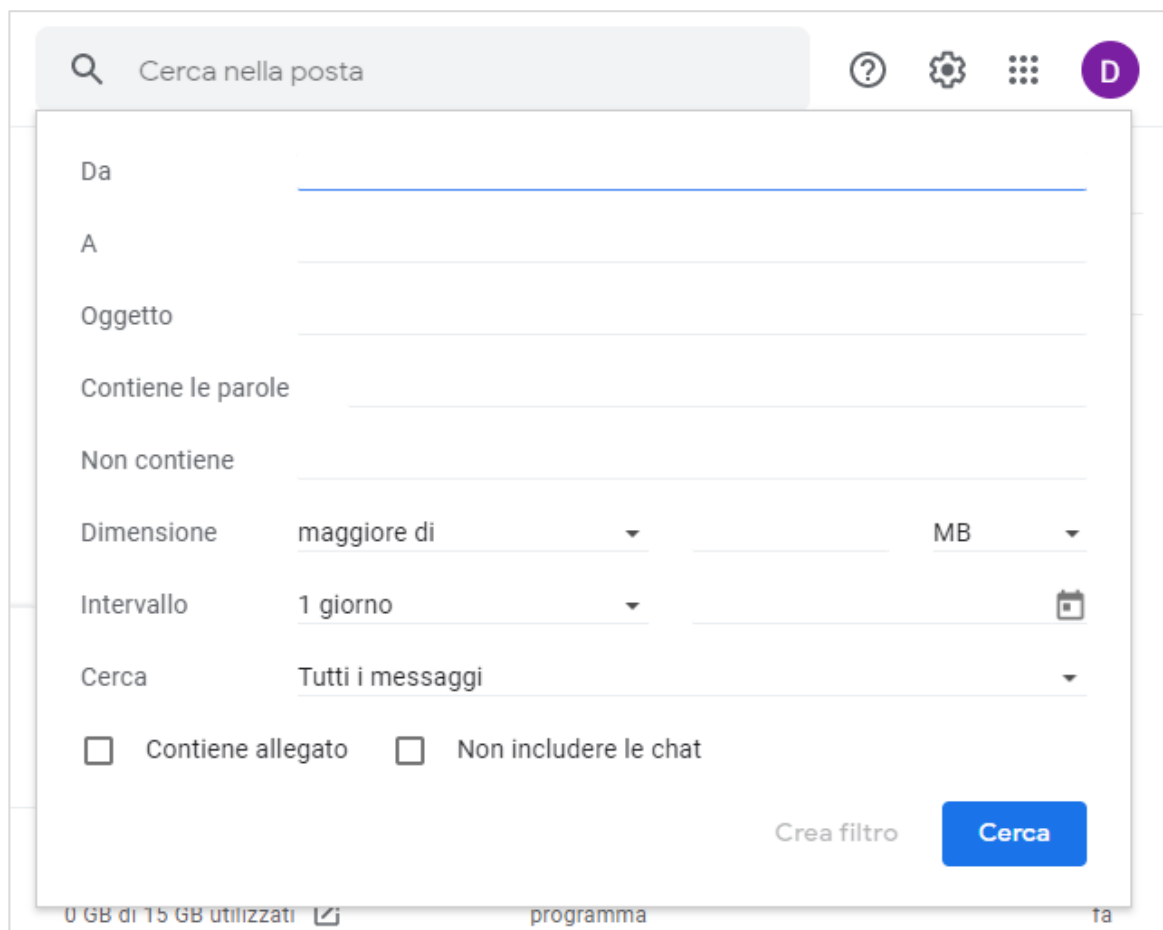 Cerca nella posta
D
Da
A
Oggetto
Contiene le parole
Non contiene
Dimensione maggiore di MB
Intervallo 1 giorno
Cerca Tutti i messaggi
Contiene allegato Non includere le chat
Crea filtro Cerca
0 GB di 15 GB utilizzati programma fa